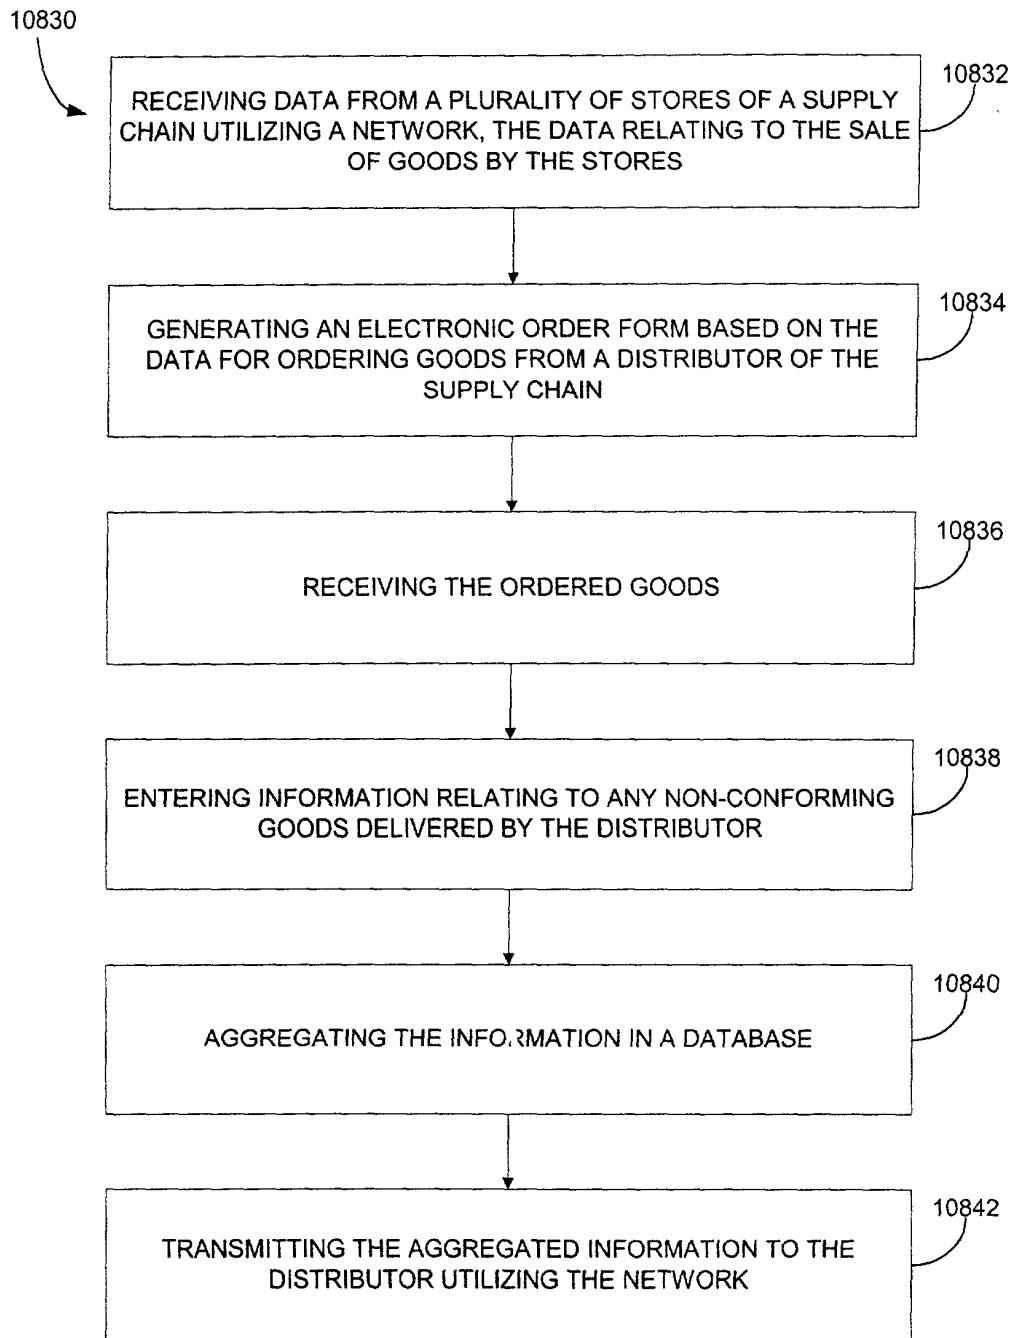 10830
10832
RECEIVING DATA FROM A PLURALITY OF STORES OF A SUPPLY
CHAIN UTILIZING A NETWORK, THE DATA RELATING TO THE SALE
OF GOODS BY THE STORES
10834
GENERATING AN ELECTRONIC ORDER FORM BASED ON THE
DATA FOR ORDERING GOODS FROM A DISTRIBUTOR OF THE
SUPPLY CHAIN
10836
RECEIVING THE ORDERED GOODS
10838
ENTERING INFORMATION RELATING TO ANY NON-CONFORMING
GOODS DELIVERED BY THE DISTRIBUTOR
10840
AGGREGATING THE INFORMATION IN A DATABASE
10842
TRANSMITTING THE AGGREGATED INFORMATION TO THE
DISTRIBUTOR UTILIZING THE NETWORK